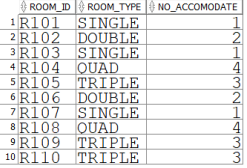 ROOM_ID ROOM_TYPE NO_ACCOMODATE
1 R101 SINGLE 1
2 R102 DOUBLE 2
3 R103 SINGLE 1
4 R104 QUAD 4
5 R105 TRIPLE 3
6 R106 DOUBLE 2
7 R107 SINGLE 1
8 R108 QUAD 4
9 R109 TRIPLE 3
10 R110 TRIPLE 3